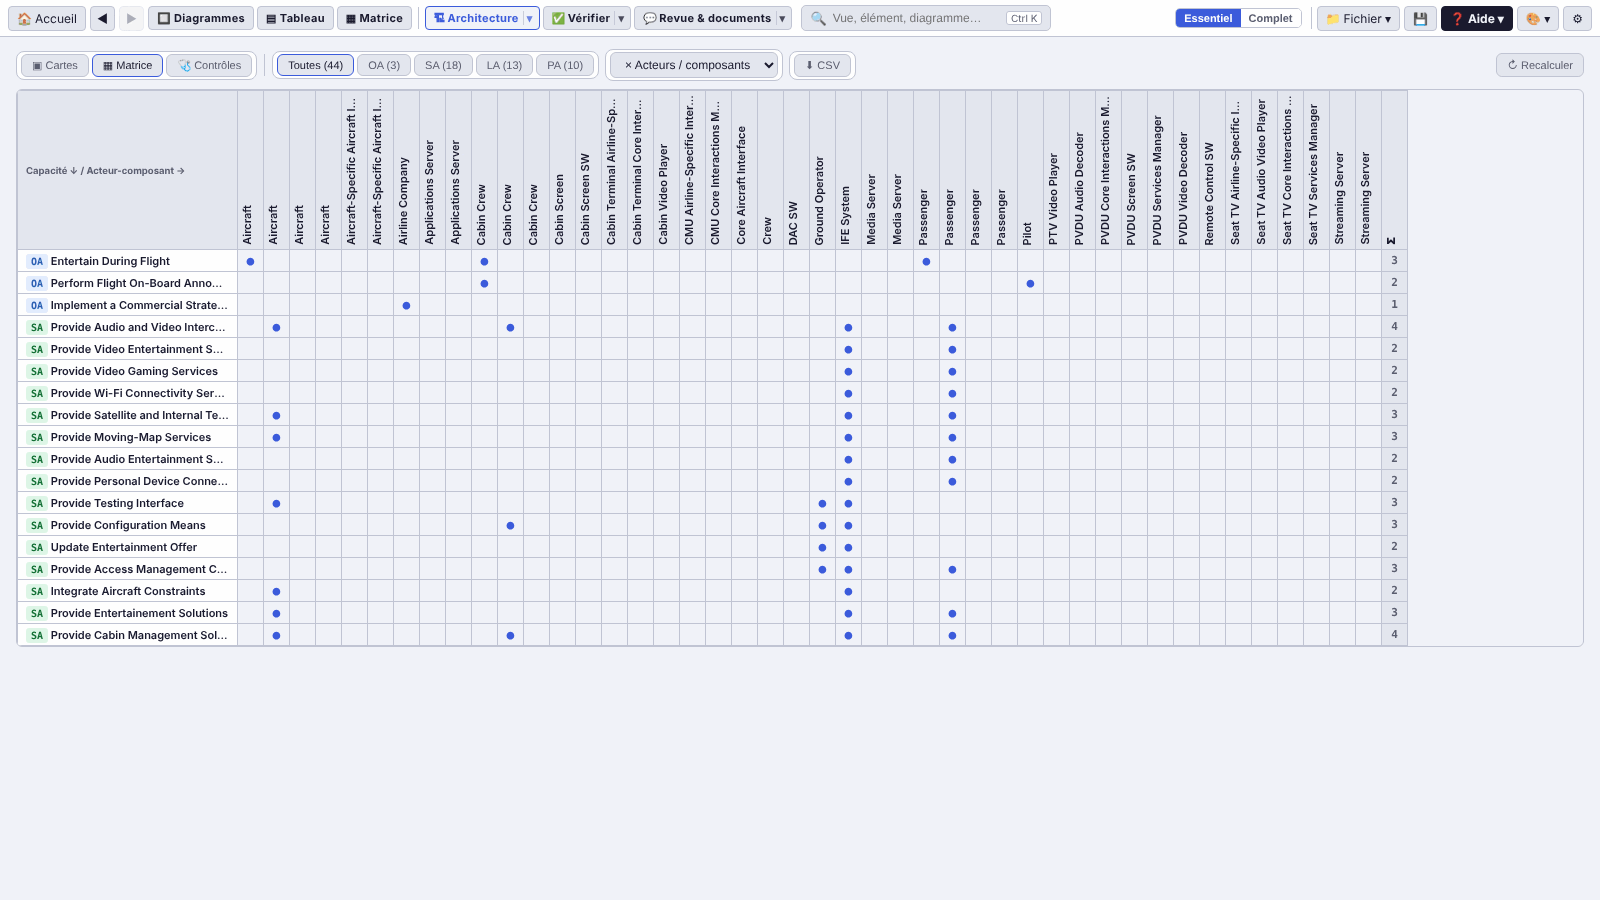 🏠 Accueil ◀ ▶ 🔲 Diagrammes ▤ Tableau ▦ Matrice 🏗 Architecture ▾ ✅ Vérifier ▾ 💬 Revue & documents ▾ 🔍 Vue, élément, diagramme… Ctrl K Essentiel Complet 📁 Fichier ▾ 💾 ❓ Aide ▾ 🎨 ▾ ⚙
▣ Cartes ▦ Matrice 🩺 Contrôles Toutes (44) OA (3) SA (18) LA (13) PA (10) × Acteurs / composants ⬇ CSV ↻ Recalculer
Capacité ↓ / Acteur-composant →
Aircraft
Aircraft
Aircraft
Aircraft
Aircraft-Specific Aircraft I…
Aircraft-Specific Aircraft I…
Airline Company
Applications Server
Applications Server
Cabin Crew
Cabin Crew
Cabin Crew
Cabin Screen
Cabin Screen SW
Cabin Terminal Airline-Sp…
Cabin Terminal Core Inter…
Cabin Video Player
CMU Airline-Specific Inter…
CMU Core Interactions M…
Core Aircraft Interface
Crew
DAC SW
Ground Operator
IFE System
Media Server
Media Server
Passenger
Passenger
Passenger
Passenger
Pilot
PTV Video Player
PVDU Audio Decoder
PVDU Core Interactions M…
PVDU Screen SW
PVDU Services Manager
PVDU Video Decoder
Remote Control SW
Seat TV Airline-Specific I…
Seat TV Audio Video Player
Seat TV Core Interactions …
Seat TV Services Manager
Streaming Server
Streaming Server
Σ
OA Entertain During Flight ● ● ● 3
OA Perform Flight On-Board Anno… ● ● 2
OA Implement a Commercial Strate… ● 1
SA Provide Audio and Video Interc… ● ● ● ● 4
SA Provide Video Entertainment S… ● ● 2
SA Provide Video Gaming Services ● ● 2
SA Provide Wi-Fi Connectivity Ser… ● ● 2
SA Provide Satellite and Internal Te… ● ● ● 3
SA Provide Moving-Map Services ● ● ● 3
SA Provide Audio Entertainment S… ● ● 2
SA Provide Personal Device Conne… ● ● 2
SA Provide Testing Interface ● ● ● 3
SA Provide Configuration Means ● ● ● 3
SA Update Entertainment Offer ● ● 2
SA Provide Access Management C… ● ● ● 3
SA Integrate Aircraft Constraints ● ● 2
SA Provide Entertainement Solutions ● ● ● 3
SA Provide Cabin Management Sol… ● ● ● ● 4